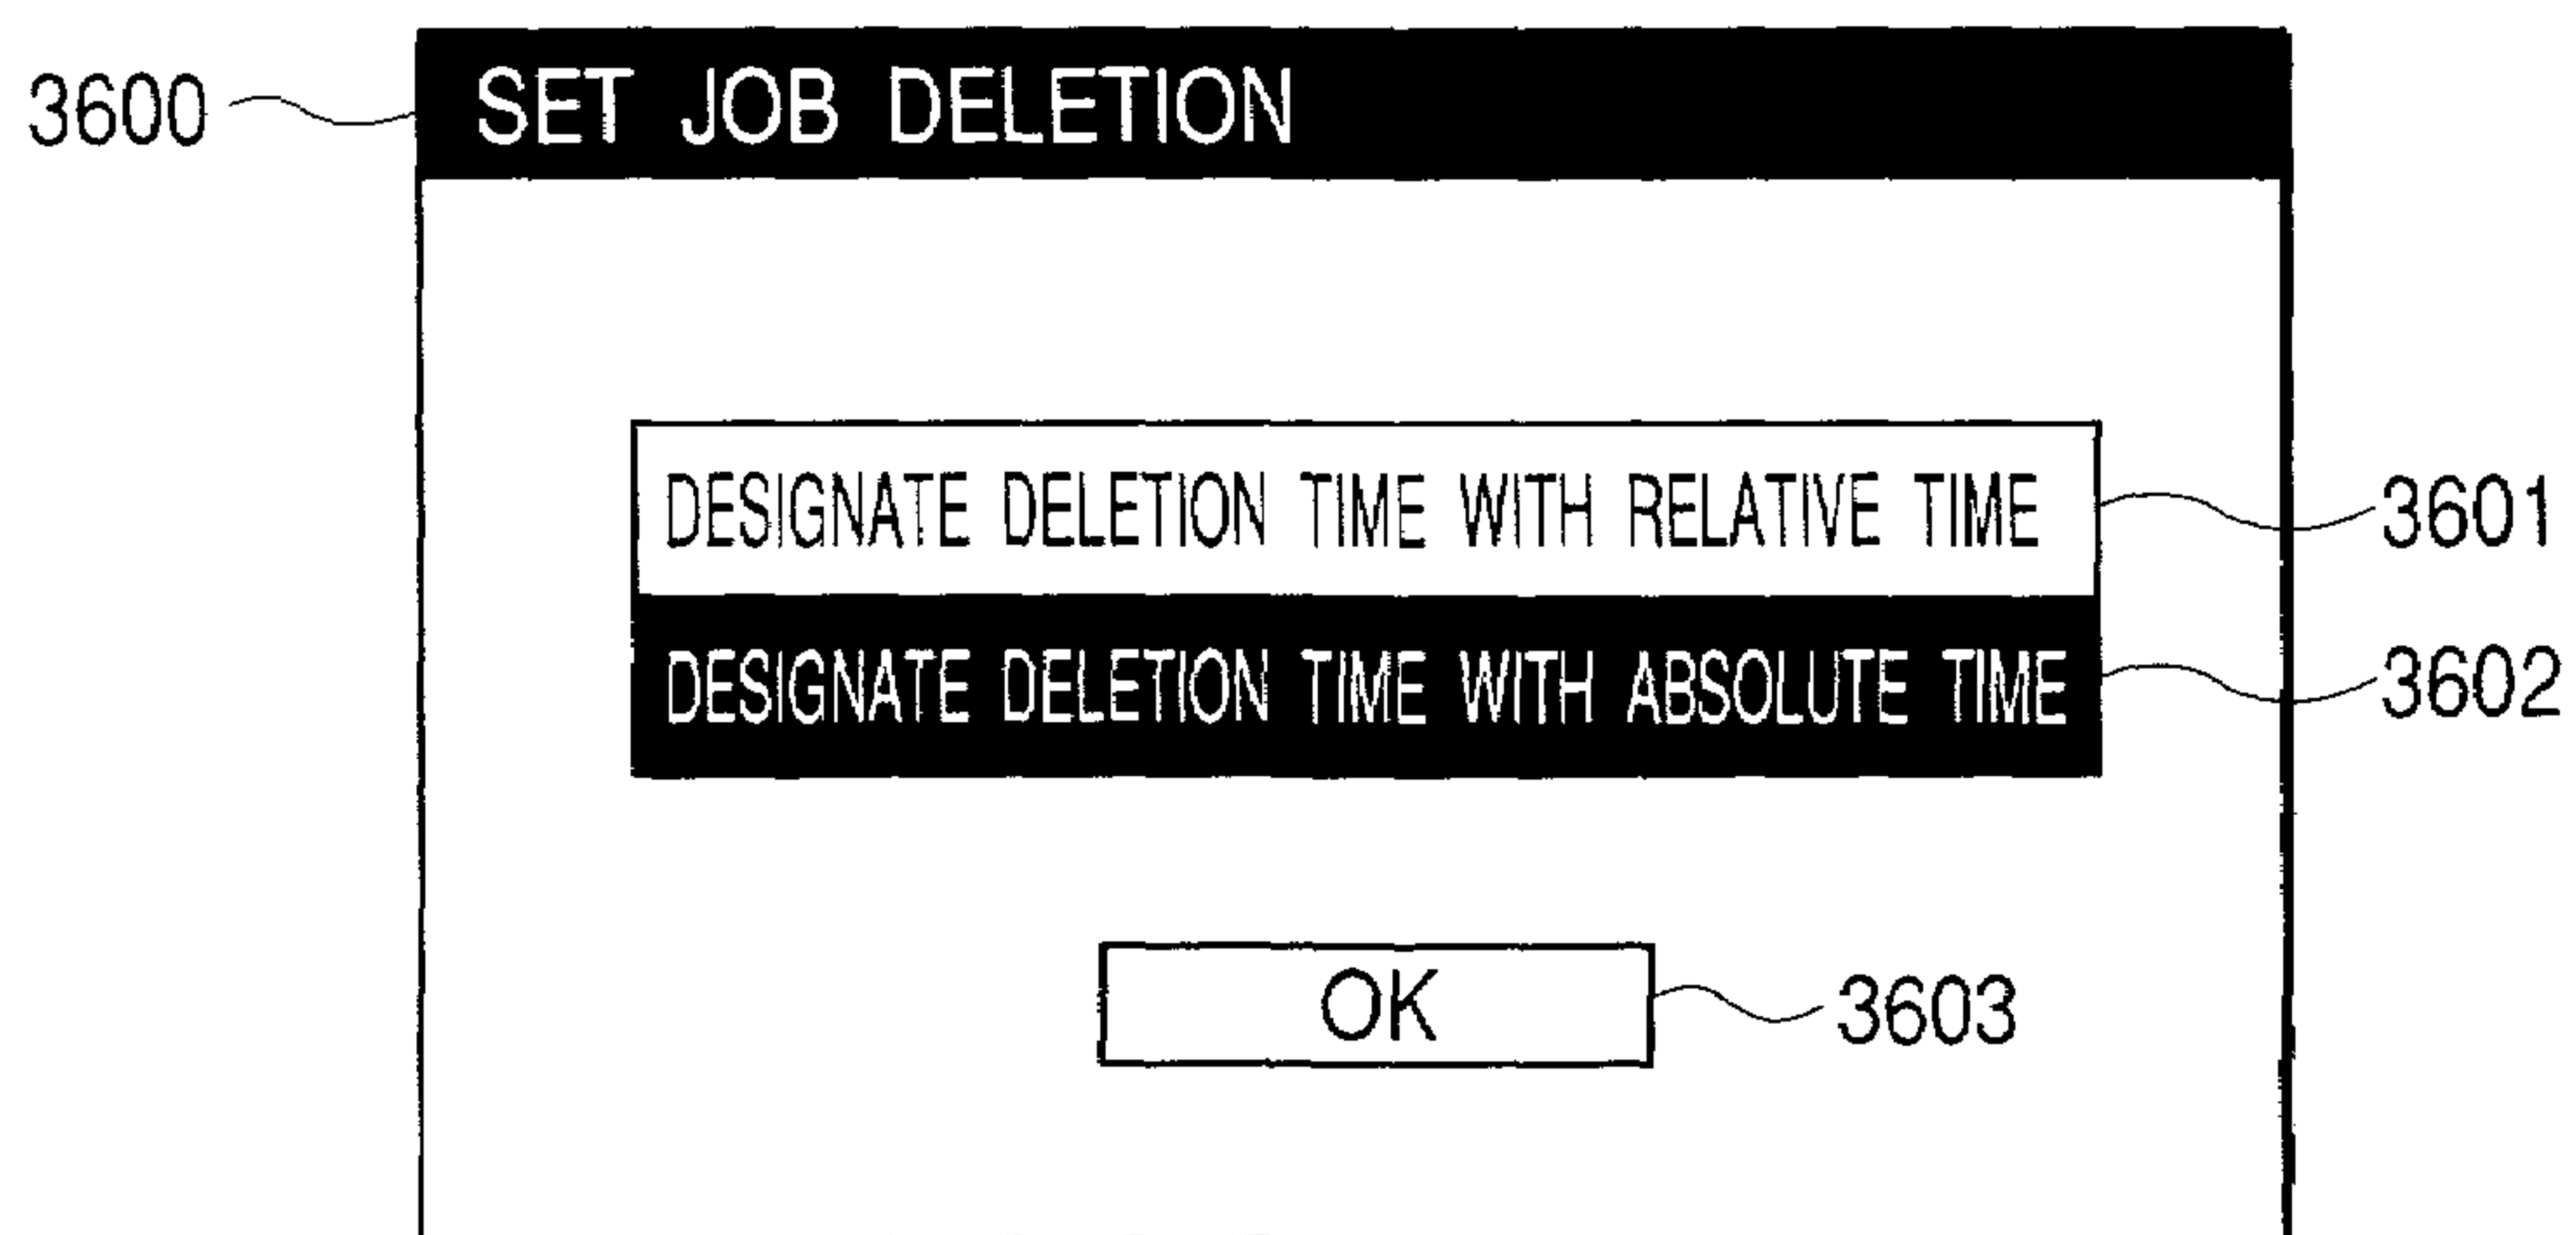 3600 SET JOB DELETION
DESIGNATE DELETION TIME WITH RELATIVE TIME 3601
DESIGNATE DELETION TIME WITH ABSOLUTE TIME 3602
OK 3603